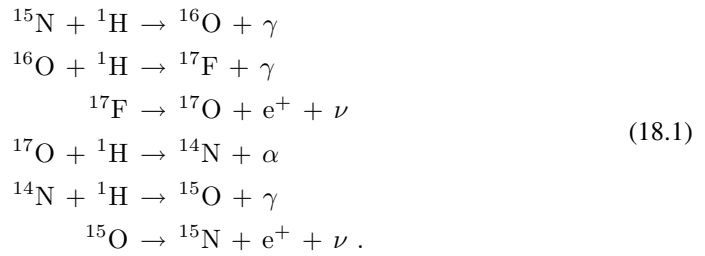 ¹⁵N + ¹H → ¹⁶O + γ
¹⁶O + ¹H → ¹⁷F + γ
¹⁷F → ¹⁷O + e⁺ + ν
¹⁷O + ¹H → ¹⁴N + α
¹⁴N + ¹H → ¹⁵O + γ
¹⁵O → ¹⁵N + e⁺ + ν .
(18.1)